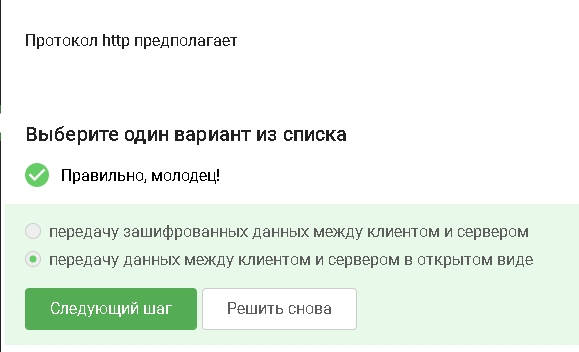 Протокол http предполагает
Выберите один вариант из списка
Правильно, молодец!
передачу зашифрованных данных между клиентом и сервером
передачу данных между клиентом и сервером в открытом виде
Следующий шаг
Решить снова